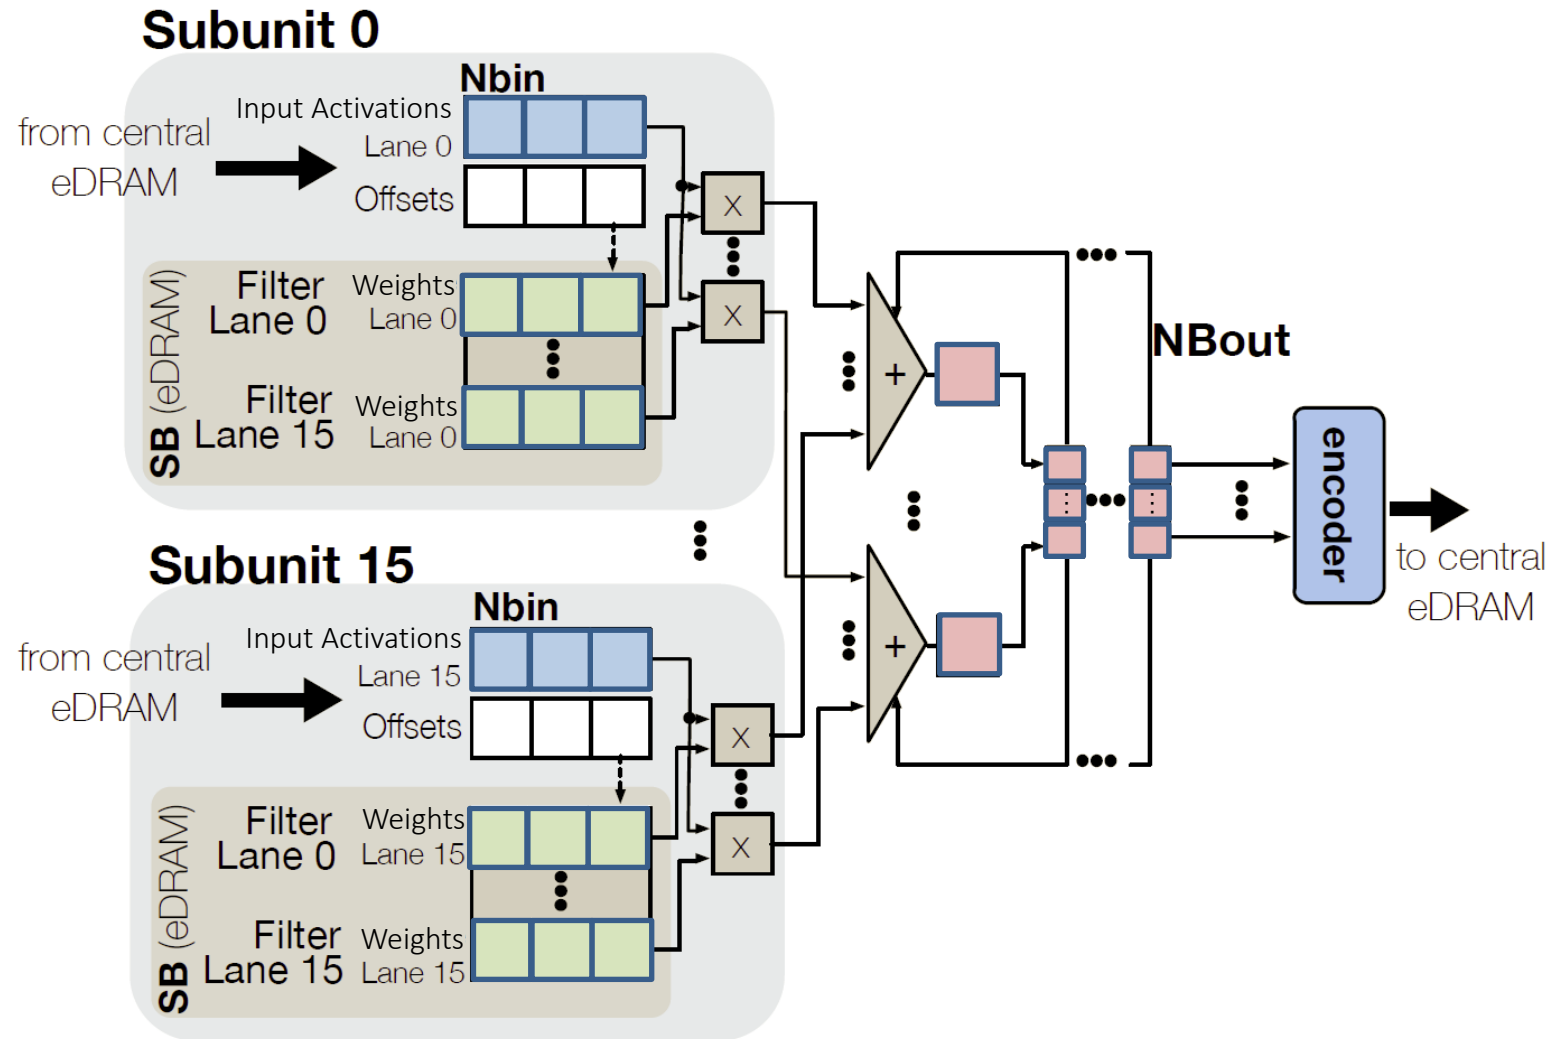 Subunit 0
Nbin
Input Activations
Lane 0
from central
eDRAM
Offsets
X
SB (eDRAM)
Filter
Lane 0
Weights
Lane 0
X
Filter
Lane 15
Weights
Lane 0
+
NBout
encoder
to central
eDRAM
Subunit 15
Nbin
Input Activations
Lane 15
from central
eDRAM
Offsets
X
+
SB (eDRAM)
Filter
Lane 0
Weights
Lane 15
X
Filter
Lane 15
Weights
Lane 15